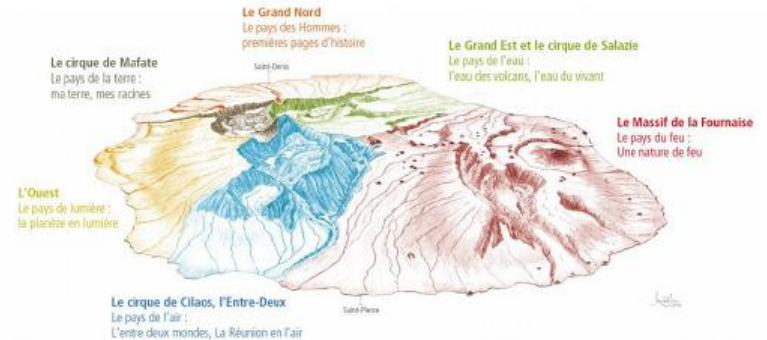 Le Grand Nord
Le pays des Hommes :
premières pages d'histoire
Le Grand Est et le cirque de Salazie
Le pays de l'eau :
l'eau des volcans, l'eau du vivant
Le cirque de Mafate
Le pays de la terre :
ma terre, mes racines
Saint-Denis
Le Massif de la Fournaise
Le pays du feu :
Une nature de feu
L'Ouest
Le pays de lumière :
la planèze en lumière
Le cirque de Cilaos, l'Entre-Deux
Le pays de l'air :
L'entre deux mondes, La Réunion en l'air
Saint-Pierre